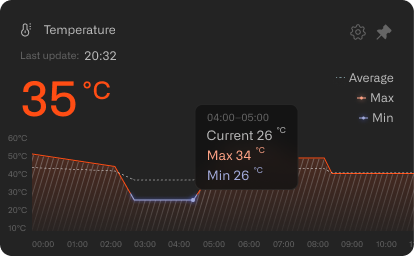 Temperature
Last update: 20:32
35 °C
Average
Max
Min
04:00–05:00
Current 26 °C
Max 34 °C
Min 26 °C
60°C
50°C
40°C
30°C
20°C
10°C
00:00 01:00 02:00 03:00 04:00 05:00 06:00 07:00 08:00 09:00 10:00